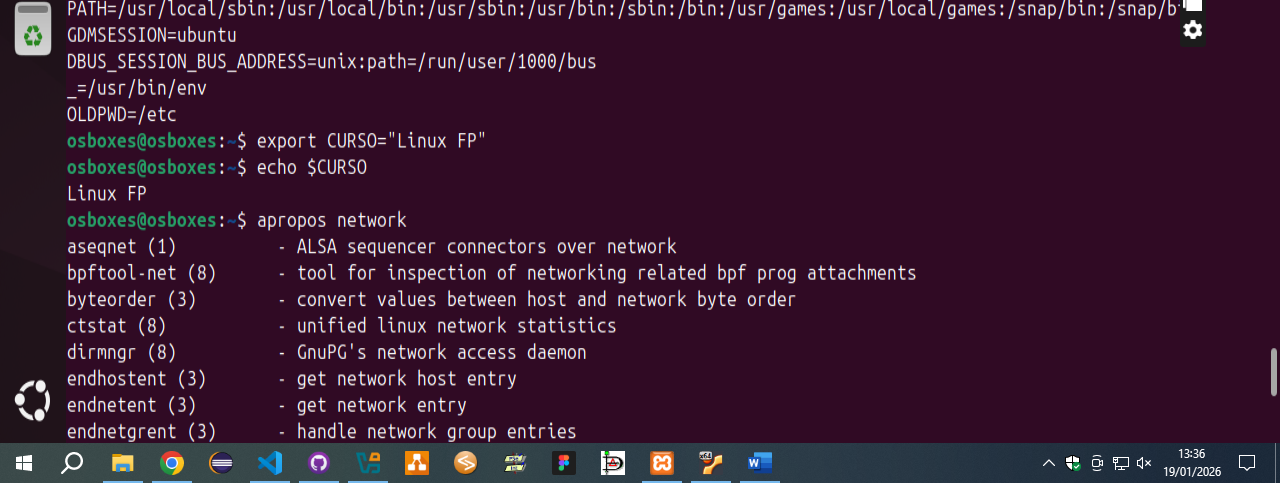 PATH=/usr/local/sbin:/usr/local/bin:/usr/sbin:/usr/bin:/sbin:/bin:/usr/games:/usr/local/games:/snap/bin:/snap/b
GDMSESSION=ubuntu
DBUS_SESSION_BUS_ADDRESS=unix:path=/run/user/1000/bus
_=/usr/bin/env
OLDPWD=/etc
osboxes@osboxes:~$ export CURSO="Linux FP"
osboxes@osboxes:~$ echo $CURSO
Linux FP
osboxes@osboxes:~$ apropos network
aseqnet (1) - ALSA sequencer connectors over network
bpftool-net (8) - tool for inspection of networking related bpf prog attachments
byteorder (3) - convert values between host and network byte order
ctstat (8) - unified linux network statistics
dirmngr (8) - GnuPG's network access daemon
endhostent (3) - get network host entry
endnetent (3) - get network entry
endnetgrent (3) - handle network group entries
13:36
19/01/2026